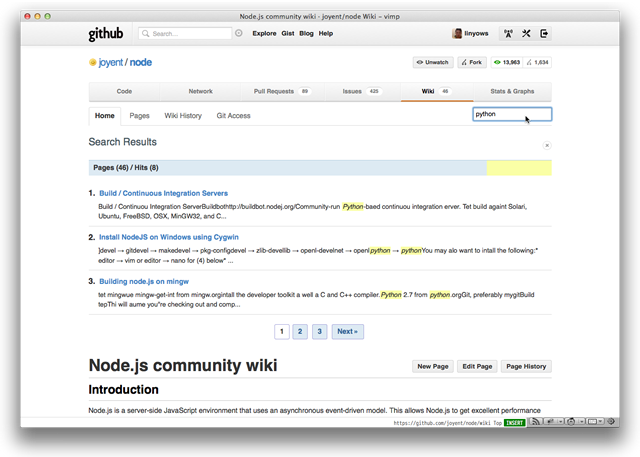 Node.js community wiki · joyent/node Wiki – vimp
github
Search...
Explore Gist Blog Help
linyows
joyent / node
Unwatch Fork 13,963 1,634
Code Network Pull Requests 89 Issues 435 Wiki 46 Stats & Graphs
Home Pages Wiki History Git Access python
Search Results
Pages (46) / Hits (8)
1. Build / Continuous Integration Servers
Build / Continuou Integration ServerBuildbothttp://buildbot.nodej.org/Community-run Python-baed continuou integration erver. Tet build againt Solari,
Ubuntu, FreeBSD, OSX, MinGW32, and C...
2. Install NodeJS on Windows using Cygwin
]devel → gitdevel → makedevel → pkg-configdevel → zlib-devellib → openl-develnet → openlpython → pythonYou may alo want to intall the following:*
editor → vim or editor → nano for (4) below* ...
3. Building node.js on mingw
tet mingwue mingw-get-int from mingw.orgintall the developer toolkit a well a C and C++ compiler.Python 2.7 from python.orgGit, preferably mygitBuild
tepThi will aume you"re checking out and comp...
1 2 3 Next »
Node.js community wiki
New Page Edit Page Page History
Introduction
Node.js is a server-side JavaScript environment that uses an asynchronous event-driven model. This allows Node.js to get excellent performance
https://github.com/joyent/node/wiki Top INSERT